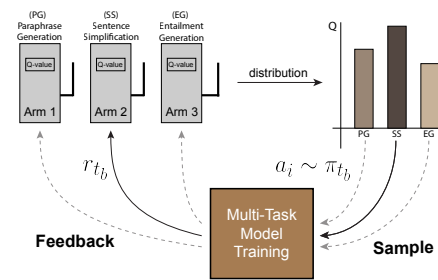 (PG)
Paraphrase
Generation
(SS)
Sentence
Simplification
(EG)
Entailment
Generation
Q-value
Q-value
Q-value
Arm 1
Arm 2
Arm 3
distribution
Q
PG
SS
EG
r_{t_b}
a_i ∼ π_{t_b}
Multi-Task
Model
Training
Feedback
Sample